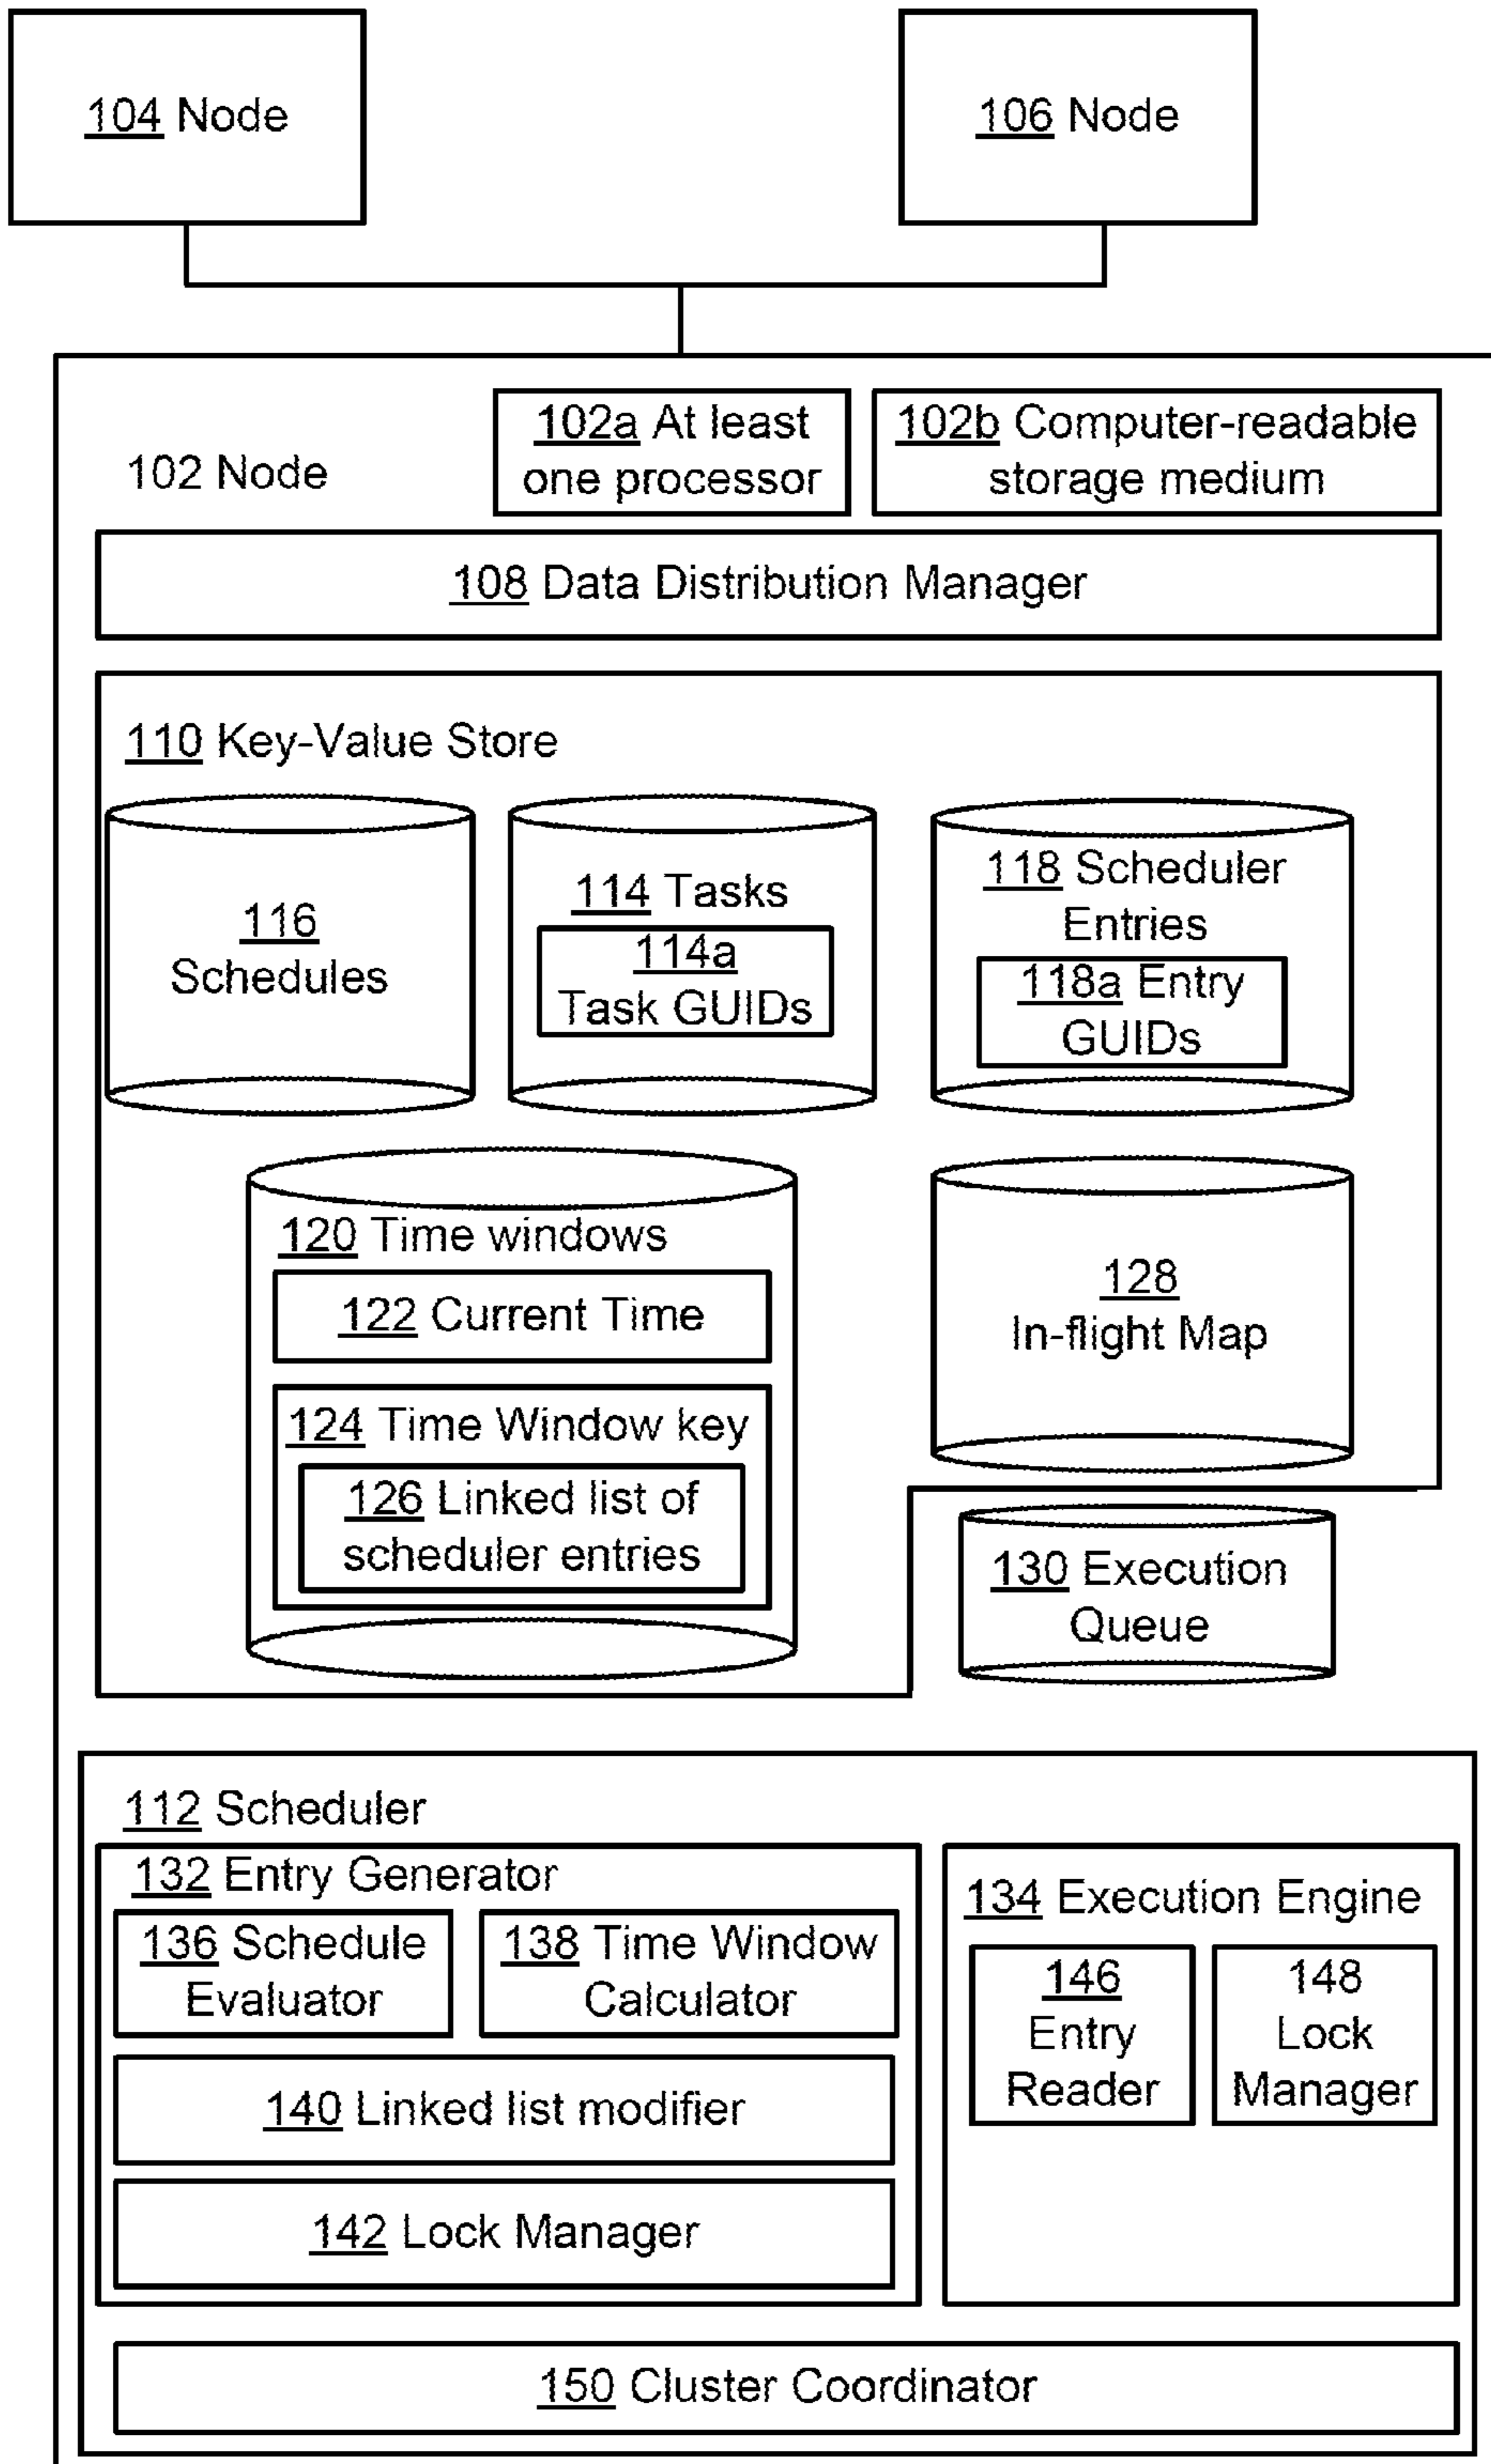 104 Node
106 Node
102 Node
102a At least
one processor
102b Computer-readable
storage medium
108 Data Distribution Manager
110 Key-Value Store
116
Schedules
114 Tasks
114a
Task GUIDs
118 Scheduler
Entries
118a Entry
GUIDs
120 Time windows
122 Current Time
124 Time Window key
126 Linked list of
scheduler entries
128
In-flight Map
130 Execution
Queue
112 Scheduler
132 Entry Generator
136 Schedule
Evaluator
138 Time Window
Calculator
140 Linked list modifier
142 Lock Manager
134 Execution Engine
146
Entry
Reader
148
Lock
Manager
150 Cluster Coordinator